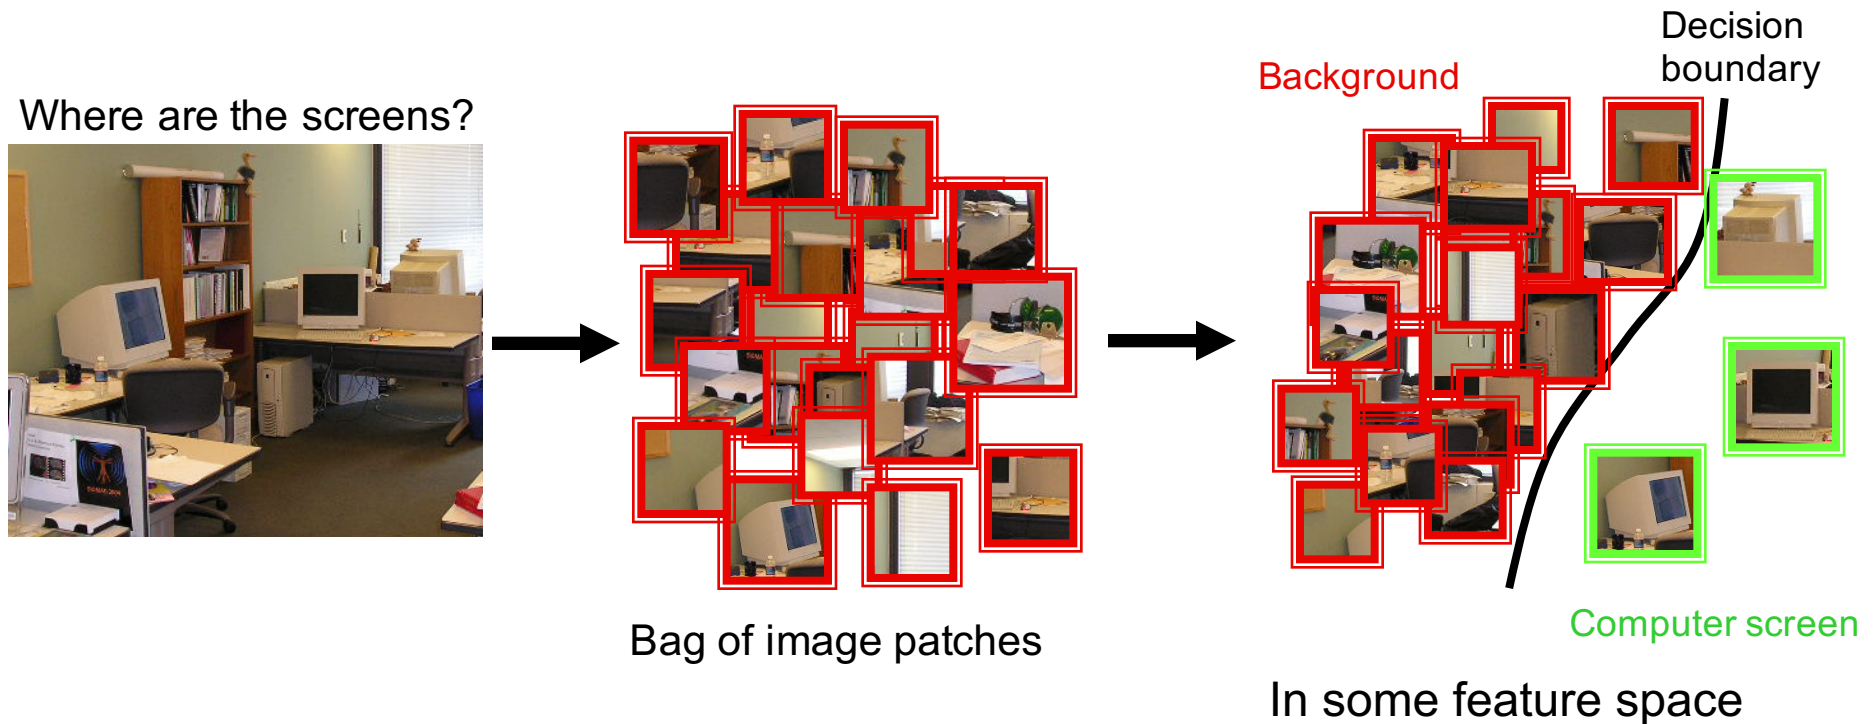 Where are the screens?
Bag of image patches
Background
Decision
boundary
Computer screen
In some feature space